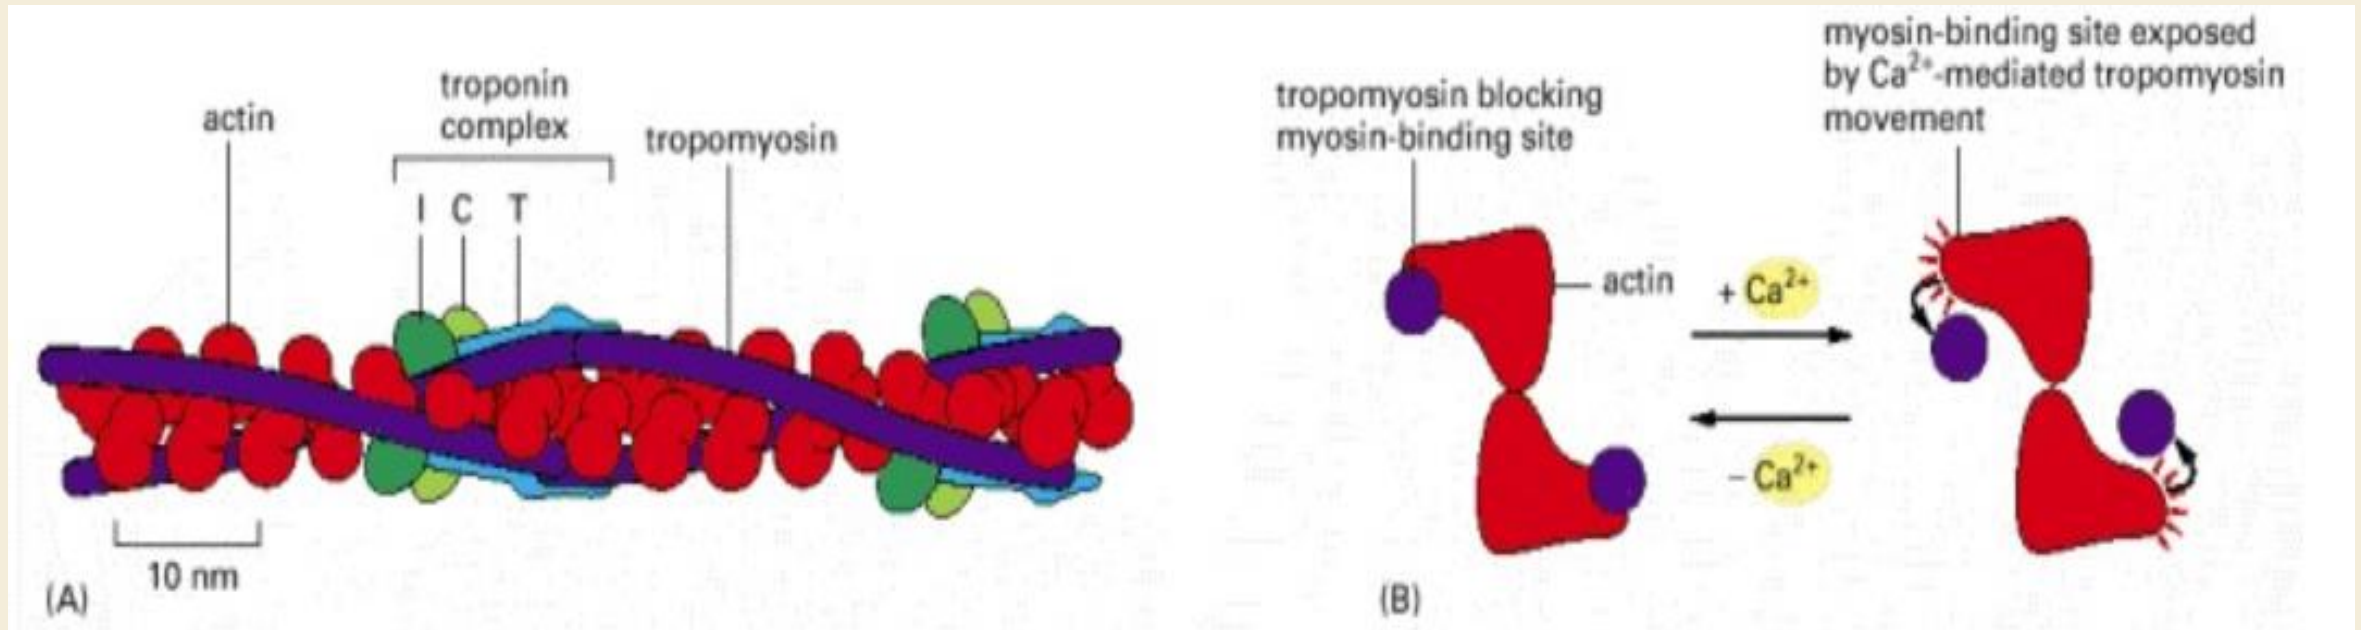 actin
troponin
complex
I C T
tropomyosin
10 nm
(A)
tropomyosin blocking
myosin-binding site
actin
+ Ca²⁺
− Ca²⁺
myosin-binding site exposed
by Ca²⁺-mediated tropomyosin
movement
(B)